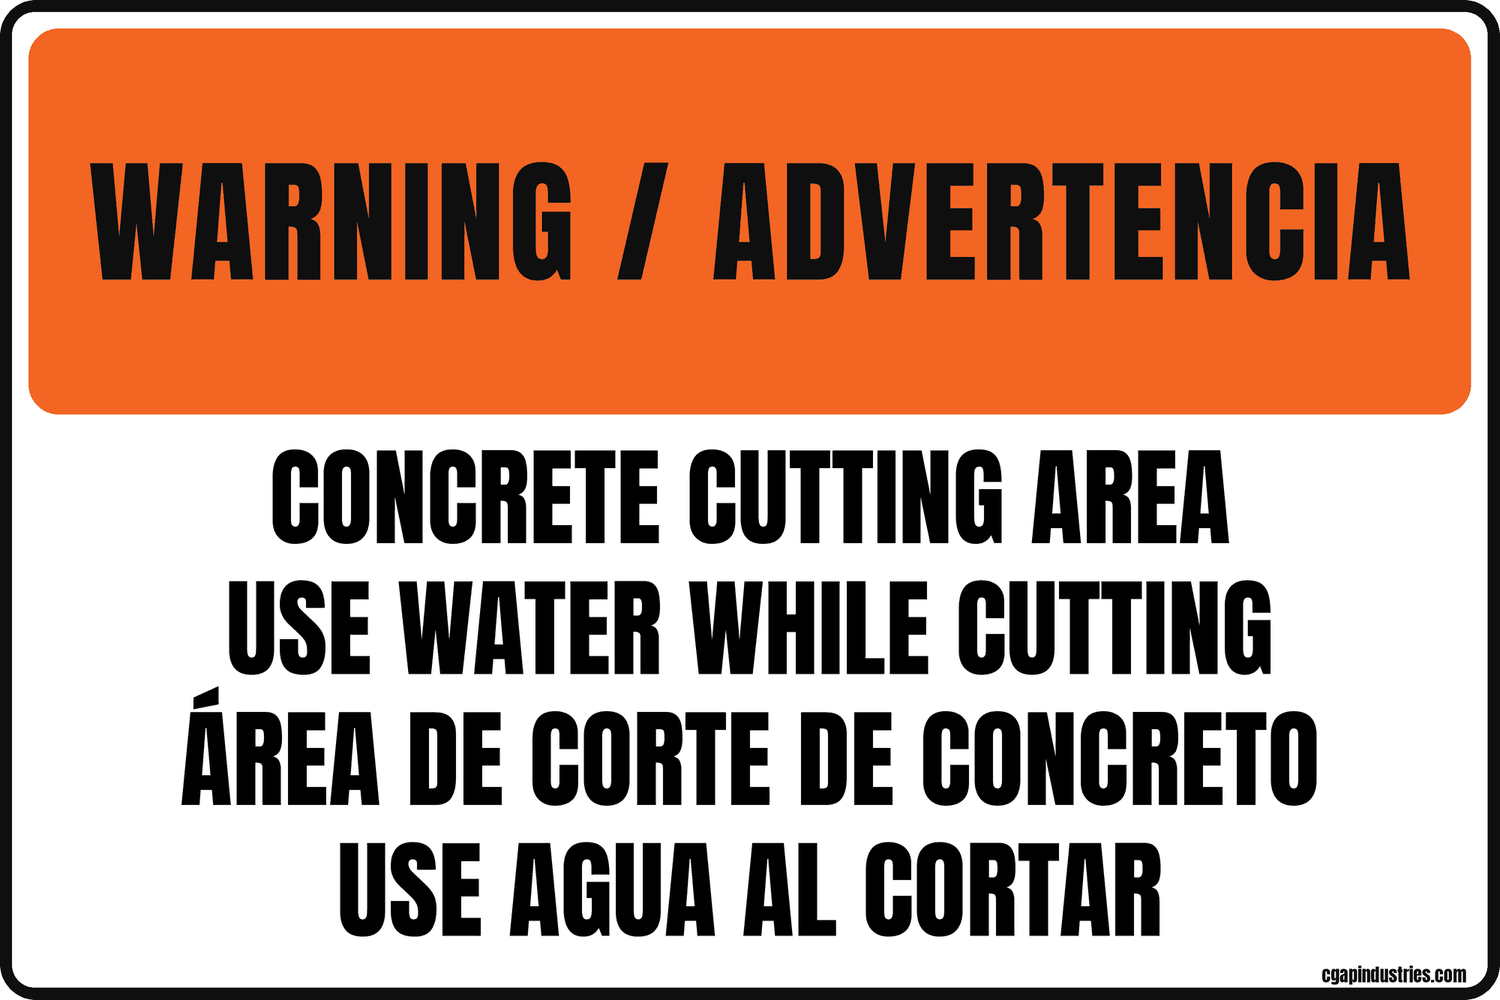 WARNING / ADVERTENCIA
CONCRETE CUTTING AREA
USE WATER WHILE CUTTING
ÁREA DE CORTE DE CONCRETO
USE AGUA AL CORTAR
cgapindustries.com